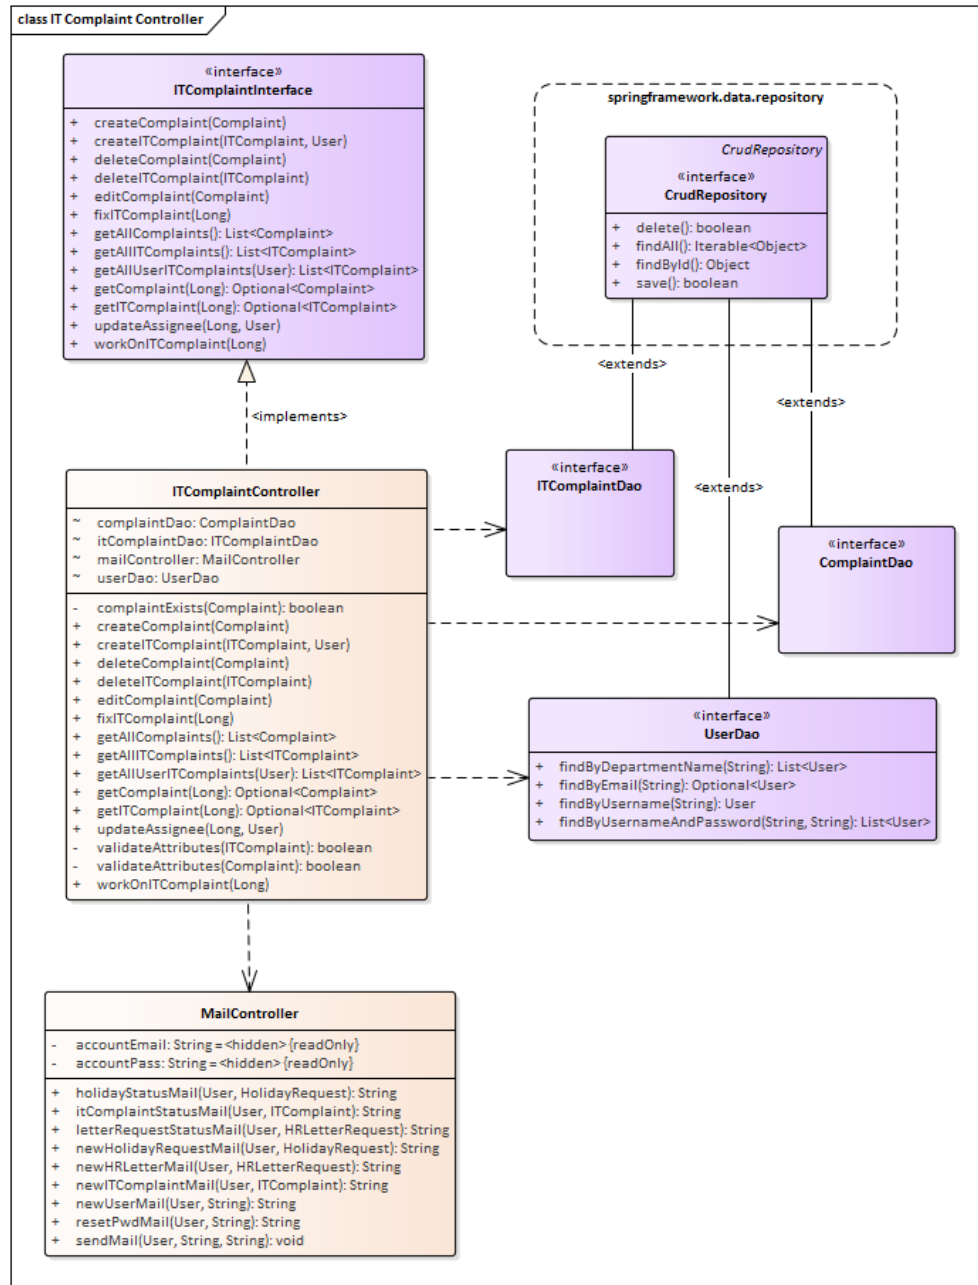 class IT Complaint Controller
«interface»
ITComplaintInterface
+ createComplaint(Complaint)
+ createITComplaint(ITComplaint, User)
+ deleteComplaint(Complaint)
+ deleteITComplaint(ITComplaint)
+ editComplaint(Complaint)
+ fixITComplaint(Long)
+ getAllComplaints(): List<Complaint>
+ getAllITComplaints(): List<ITComplaint>
+ getAllUserITComplaints(User): List<ITComplaint>
+ getComplaint(Long): Optional<Complaint>
+ getITComplaint(Long): Optional<ITComplaint>
+ updateAssignee(Long, User)
+ workOnITComplaint(Long)
springframework.data.repository
CrudRepository
«interface»
CrudRepository
+ delete(): boolean
+ findAll(): Iterable<Object>
+ findById(): Object
+ save(): boolean
<extends>
<extends>
<extends>
<implements>
ITComplaintController
~ complaintDao: ComplaintDao
~ itComplaintDao: ITComplaintDao
~ mailController: MailController
~ userDao: UserDao
- complaintExists(Complaint): boolean
+ createComplaint(Complaint)
+ createITComplaint(ITComplaint, User)
+ deleteComplaint(Complaint)
+ deleteITComplaint(ITComplaint)
+ editComplaint(Complaint)
+ fixITComplaint(Long)
+ getAllComplaints(): List<Complaint>
+ getAllITComplaints(): List<ITComplaint>
+ getAllUserITComplaints(User): List<ITComplaint>
+ getComplaint(Long): Optional<Complaint>
+ getITComplaint(Long): Optional<ITComplaint>
+ updateAssignee(Long, User)
- validateAttributes(ITComplaint): boolean
- validateAttributes(Complaint): boolean
+ workOnITComplaint(Long)
«interface»
ITComplaintDao
«interface»
ComplaintDao
«interface»
UserDao
+ findByDepartmentName(String): List<User>
+ findByEmail(String): Optional<User>
+ findByUsername(String): User
+ findByUsernameAndPassword(String, String): List<User>
MailController
- accountEmail: String = <hidden> {readOnly}
- accountPass: String = <hidden> {readOnly}
+ holidayStatusMail(User, HolidayRequest): String
+ itComplaintStatusMail(User, ITComplaint): String
+ letterRequestStatusMail(User, HRLetterRequest): String
+ newHolidayRequestMail(User, HolidayRequest): String
+ newHRLetterMail(User, HRLetterRequest): String
+ newITComplaintMail(User, ITComplaint): String
+ newUserMail(User, String): String
+ resetPwdMail(User, String): String
+ sendMail(User, String, String): void